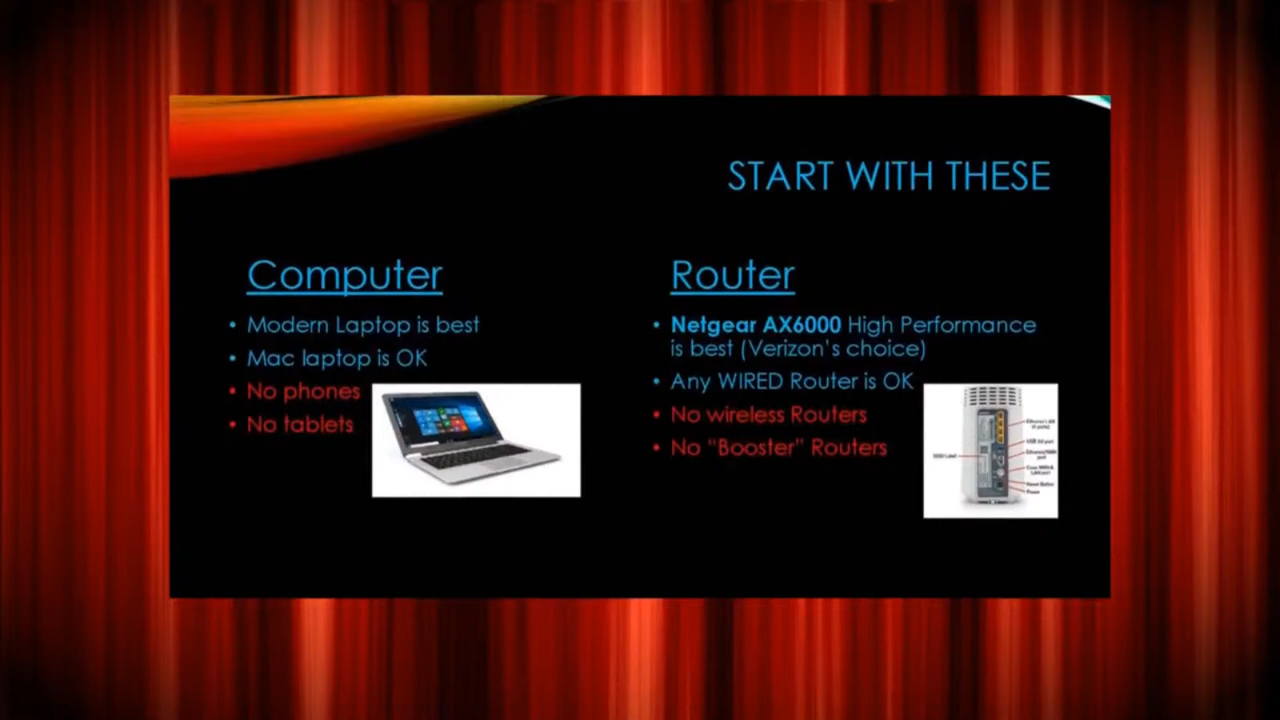 START WITH THESE
Computer
• Modern Laptop is best
• Mac laptop is OK
• No phones
• No tablets
Router
• Netgear AX6000 High Performance
is best (Verizon's choice)
• Any WIRED Router is OK
• No wireless Routers
• No "Booster" Routers